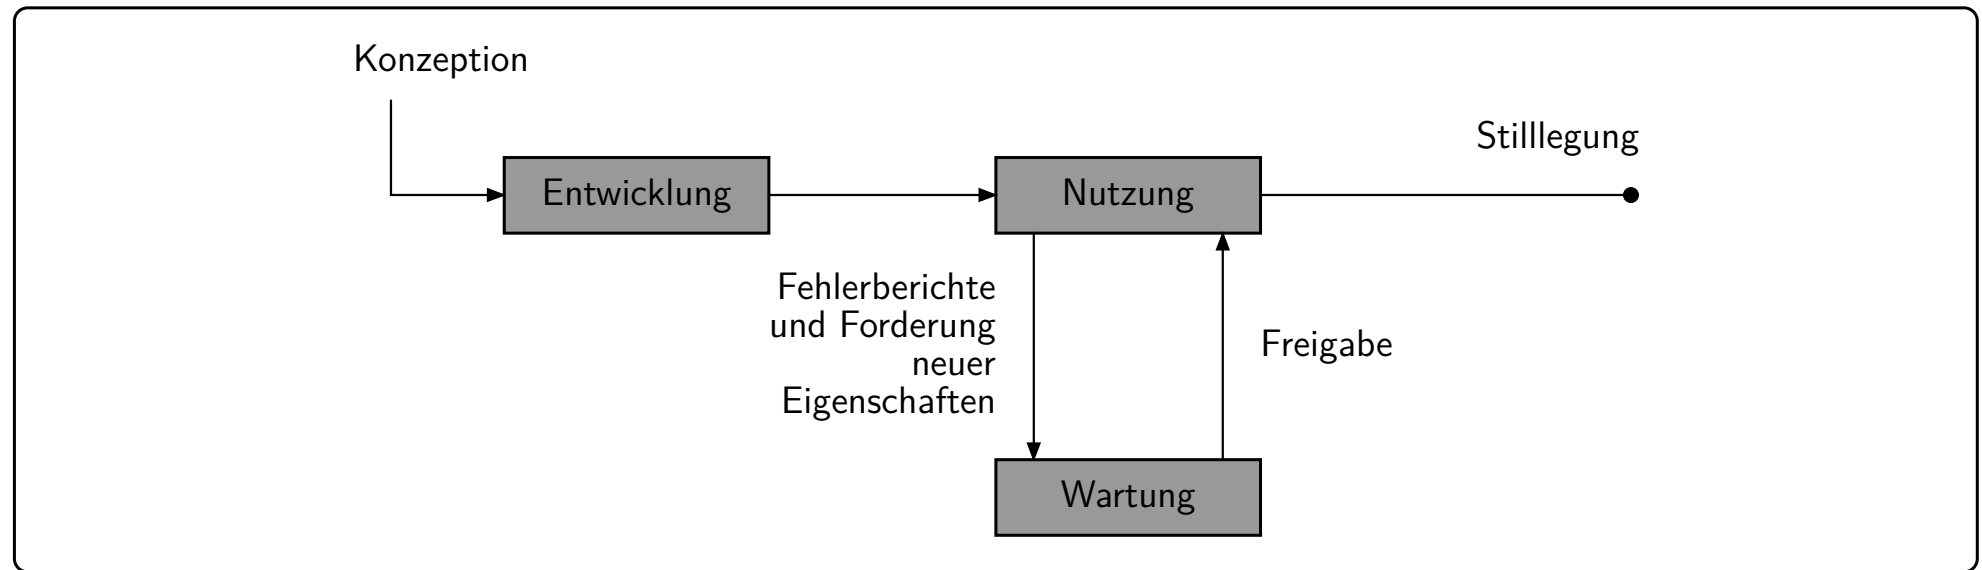 Konzeption
Stilllegung
Entwicklung
Nutzung
Fehlerberichte
und Forderung
neuer
Eigenschaften
Freigabe
Wartung